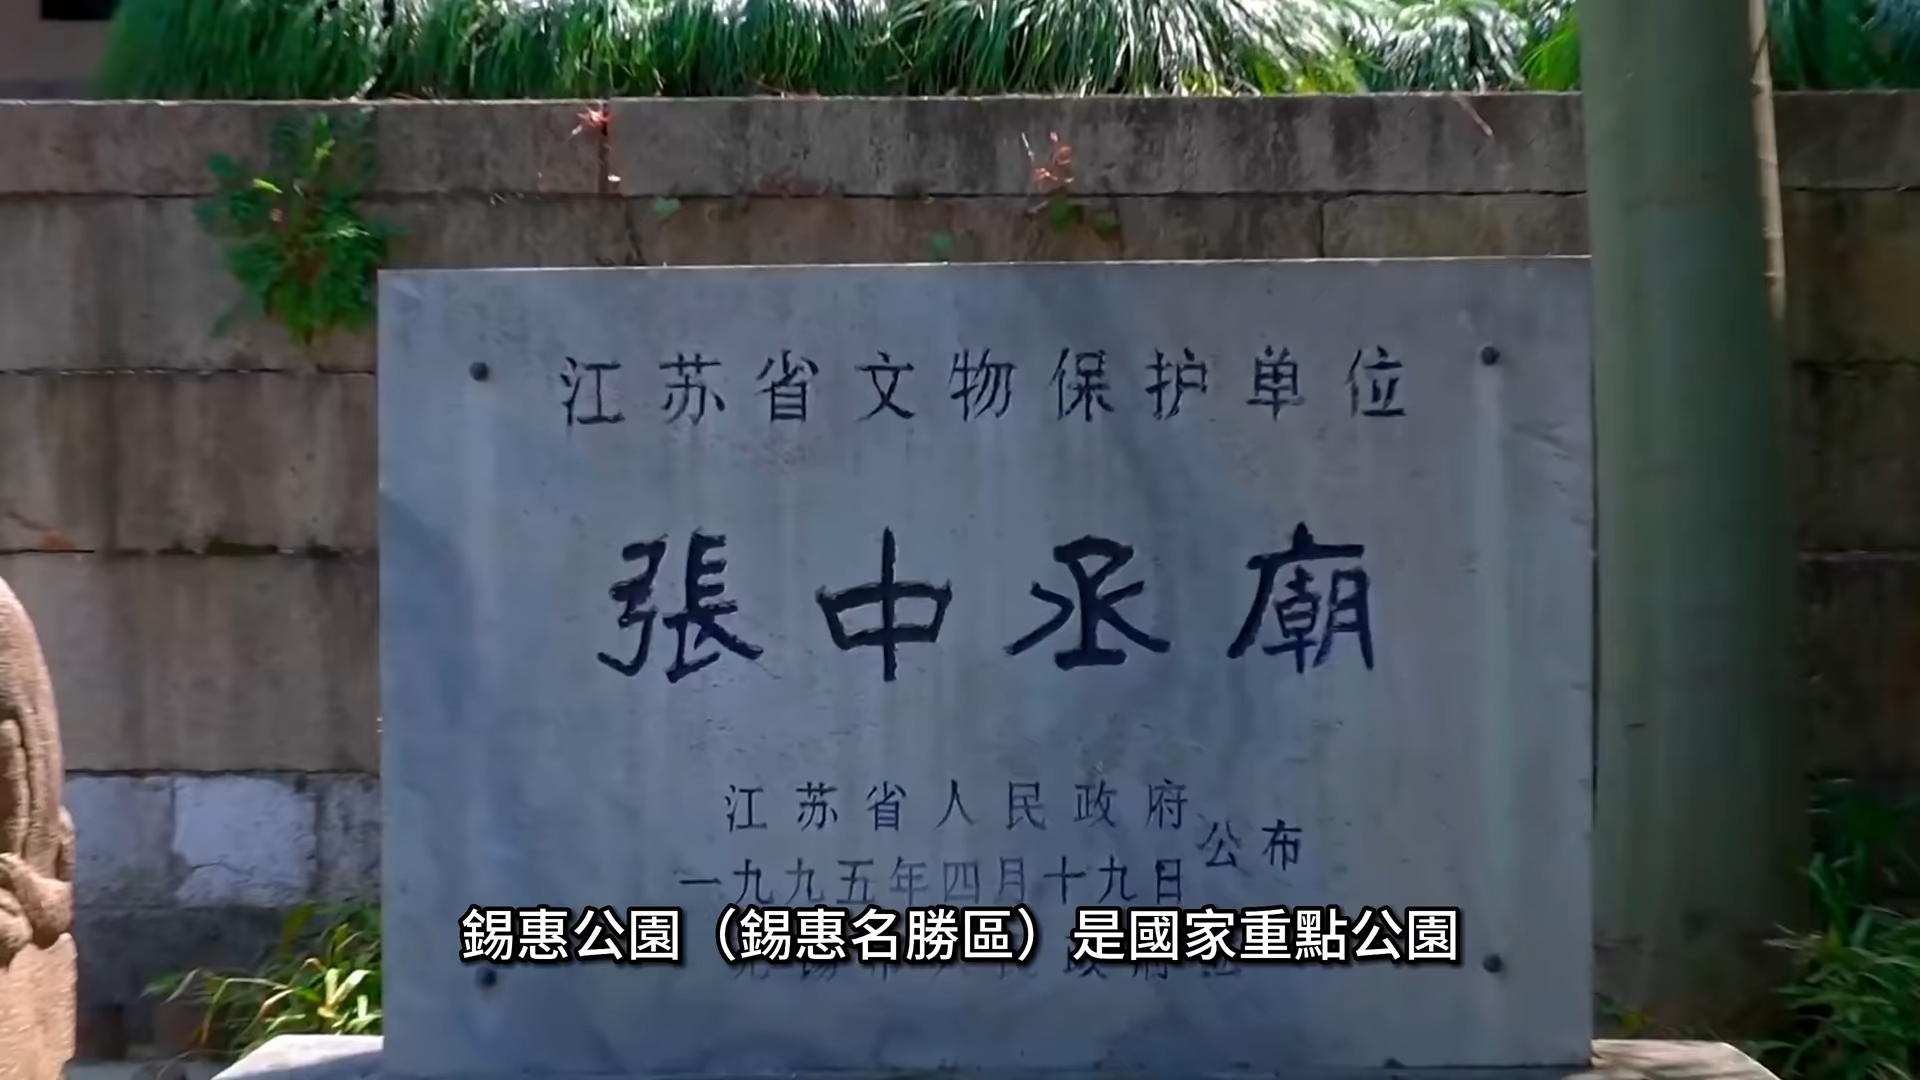 江苏省文物保护单位
張中丞廟
江苏省人民政府
一九九五年四月十九日
公布
錫惠公園（錫惠名勝區）是國家重點公園